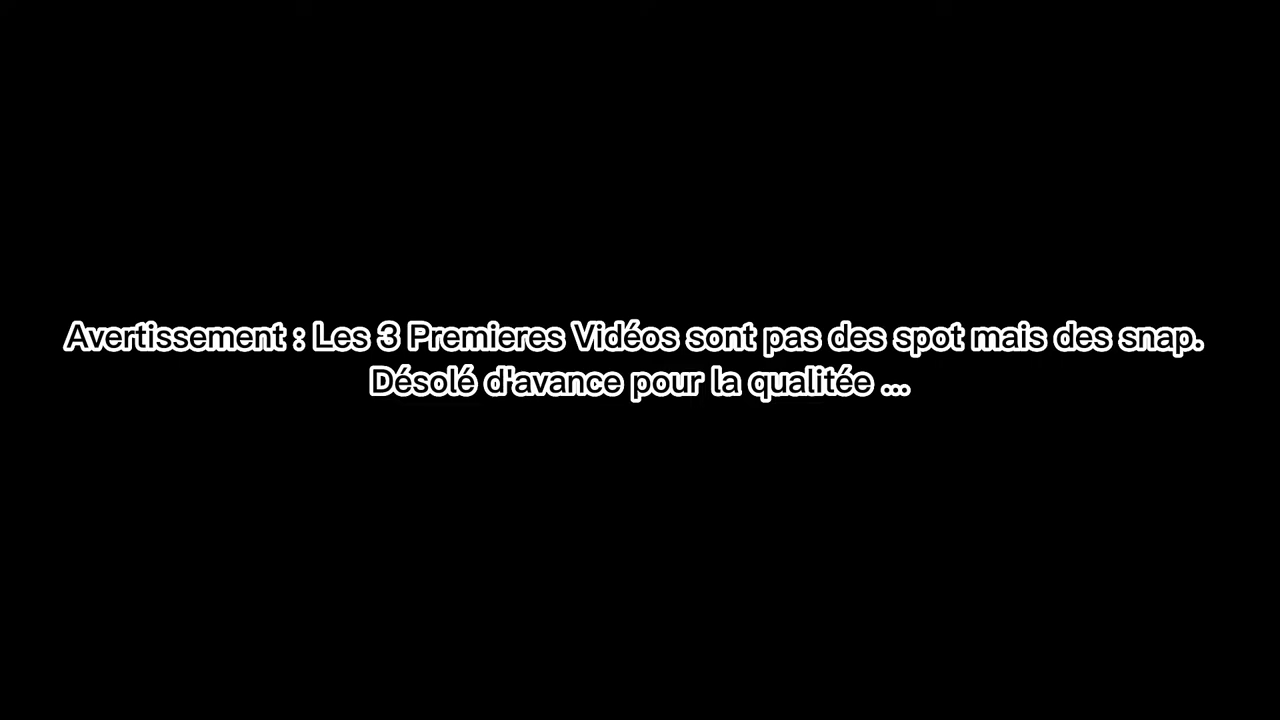 Avertissement : Les 3 Premieres Vidéos sont pas des spot mais des snap.
Désolé d'avance pour la qualitée ...